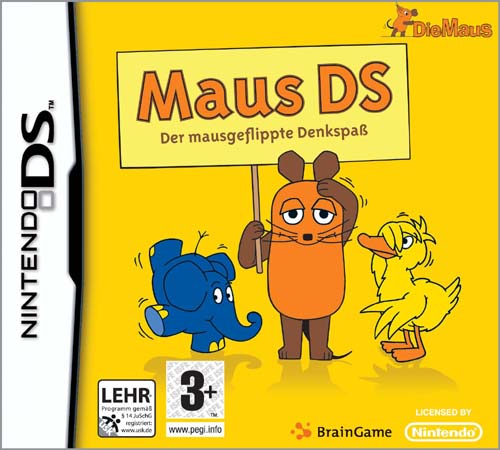 DieMaus
Maus DS
Der mausgeflippte Denkspaß
NINTENDO DS™
LEHR
Programm gemäß
§ 14 JuSchG
registriert:
www.usk.de
3+
www.pegi.info
BrainGame
LICENSED BY
Nintendo